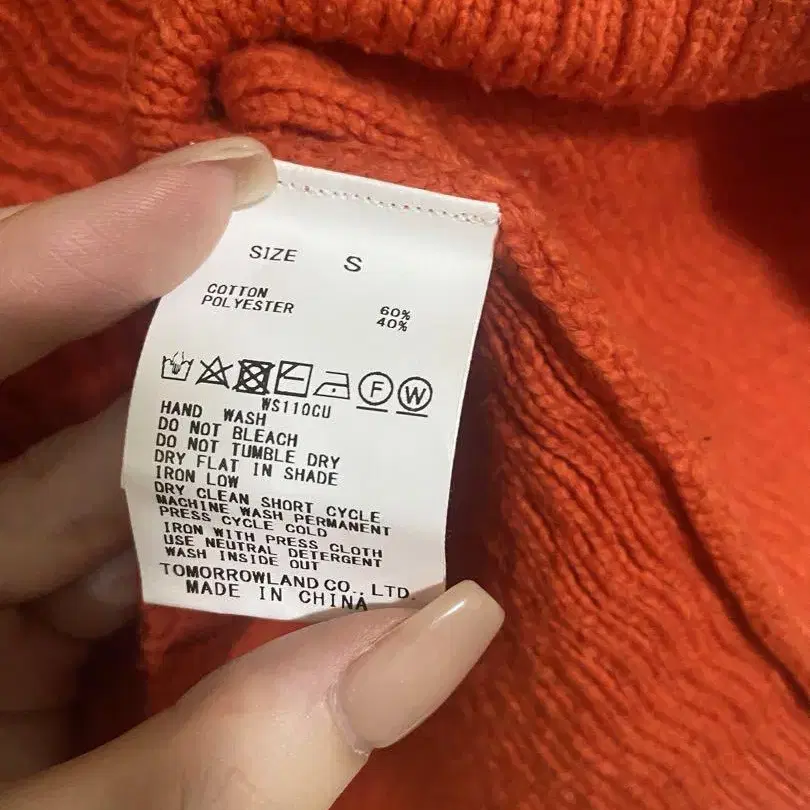 SIZE S
COTTON 60%
POLYESTER 40%
F W
WS110CU
HAND WASH
DO NOT BLEACH
DO NOT TUMBLE DRY
DRY FLAT IN SHADE
IRON LOW
DRY CLEAN SHORT CYCLE
MACHINE WASH PERMANENT
PRESS CYCLE COLD
IRON WITH PRESS CLOTH
USE NEUTRAL DETERGENT
WASH INSIDE OUT
TOMORROWLAND CO., LTD.
MADE IN CHINA